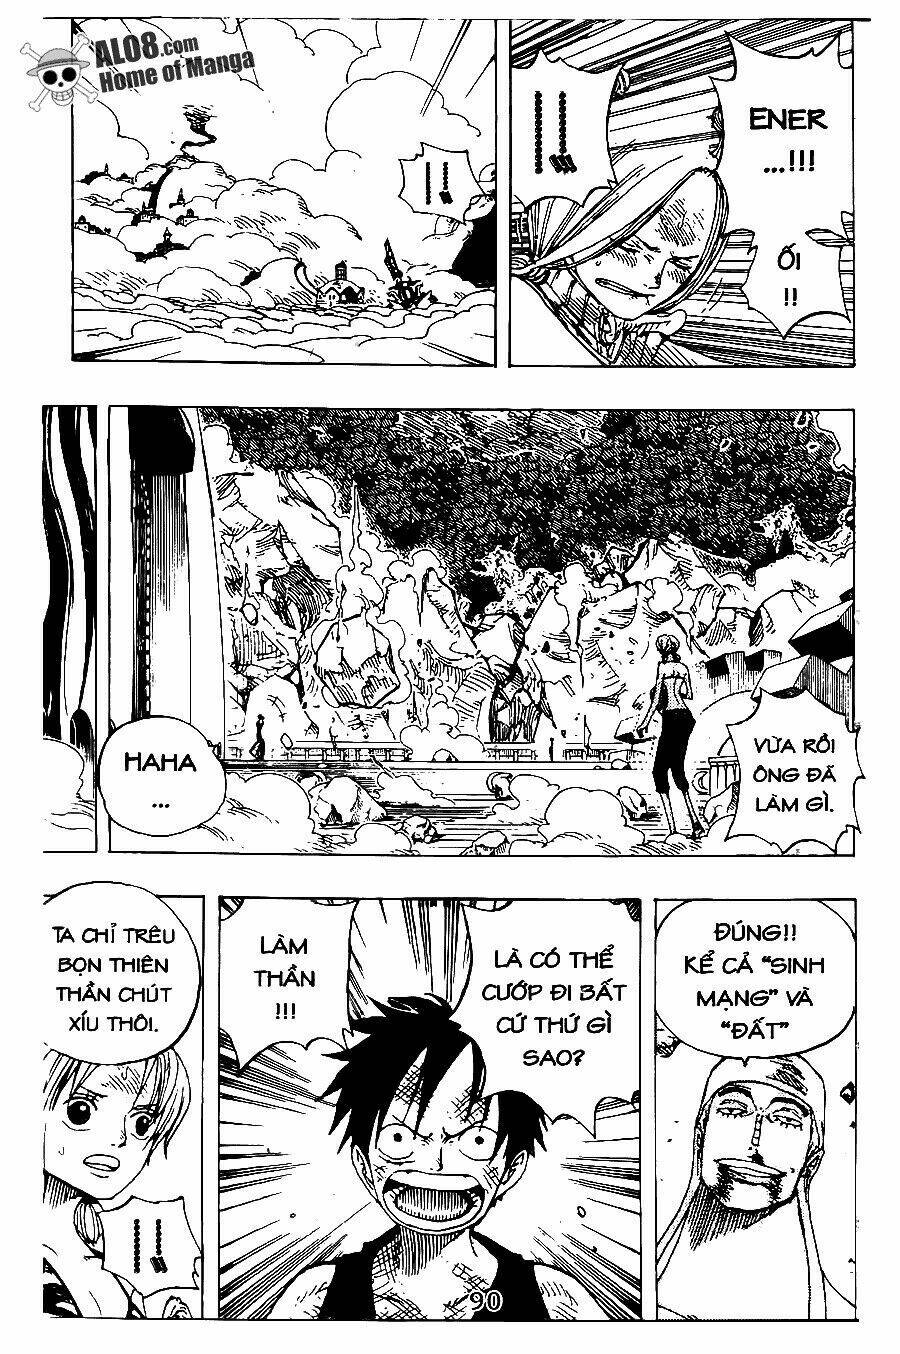 AL08.com
Home of Manga
ENER
...!!!
ỐI
!!
............!!
............!!
VỪA RỒI
ÔNG ĐÃ
LÀM GÌ.
HAHA
...
ĐÚNG!!
KỂ CẢ “SINH
MẠNG” VÀ
“ĐẤT”
LÀ CÓ THỂ
CƯỚP ĐI BẤT
CỨ THỨ GÌ
SAO?
LÀM
THẦN
!!!
TA CHỈ TRÊU
BỌN THIÊN
THẦN CHÚT
XÍU THÔI.
............!!
90